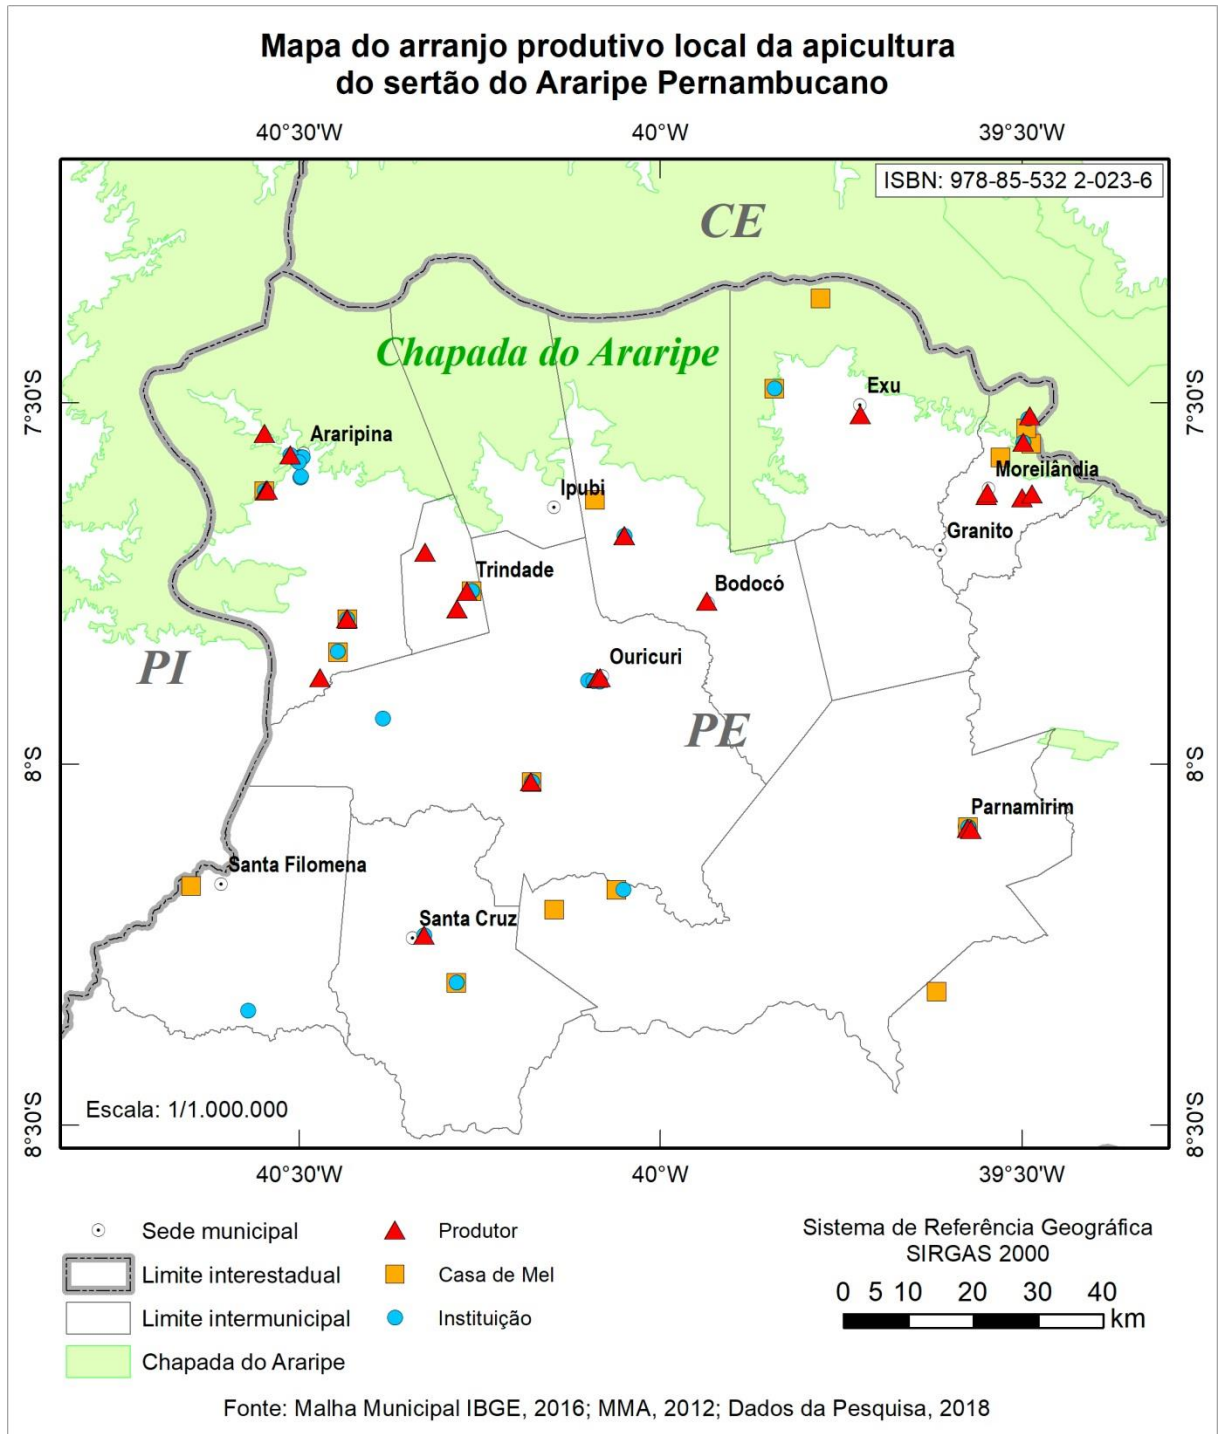 Mapa do arranjo produtivo local da apicultura
do sertão do Araripe Pernambucano
40°30'W
40°W
39°30'W
ISBN: 978-85-532 2-023-6
CE
Chapada do Araripe
7°30'S
7°30'S
Exu
Araripina
Moreilândia
Ipubi
Granito
Trindade
Bodocó
PI
Ouricuri
PE
8°S
8°S
Parnamirim
Santa Filomena
Santa Cruz
Escala: 1/1.000.000
8°30'S
8°30'S
40°30'W
40°W
39°30'W
Sede municipal
Produtor
Limite interestadual
Casa de Mel
Limite intermunicipal
Instituição
Chapada do Araripe
Sistema de Referência Geográfica
SIRGAS 2000
0 5 10 20 30 40
km
Fonte: Malha Municipal IBGE, 2016; MMA, 2012; Dados da Pesquisa, 2018